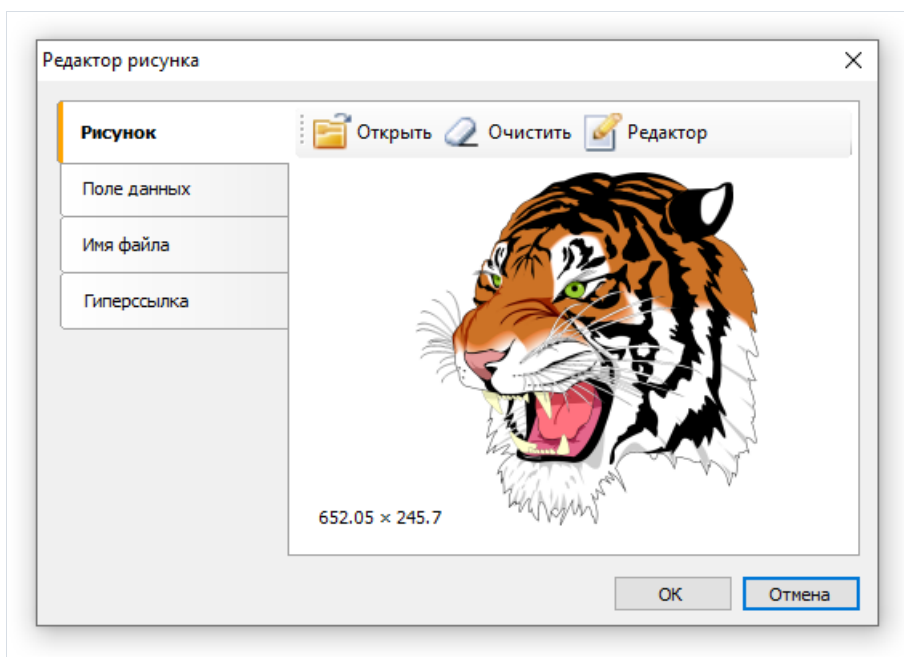 Редактор рисунка
Рисунок
Открыть Очистить Редактор
Поле данных
Имя файла
Гиперссылка
652.05 × 245.7
OK Отмена